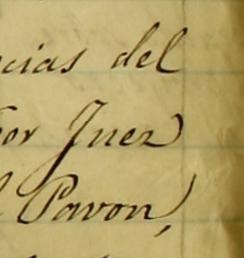 cias del
or Juez
l Pavon,